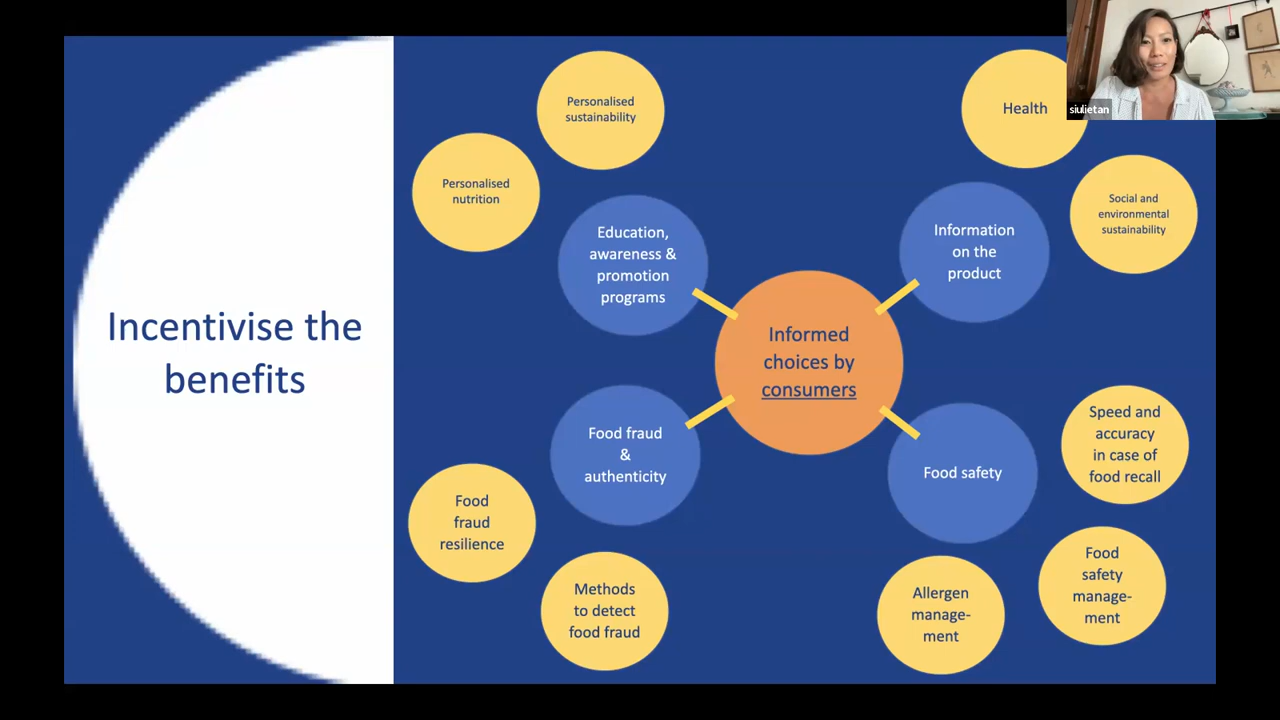 Incentivise the
benefits
Personalised
sustainability
Personalised
nutrition
Education,
awareness &
promotion
programs
Health
siulietan
Social and
environmental
sustainability
Information
on the
product
Informed
choices by
consumers
Food fraud
&
authenticity
Food
fraud
resilience
Methods
to detect
food fraud
Food safety
Speed and
accuracy
in case of
food recall
Food
safety
manage-
ment
Allergen
manage-
ment